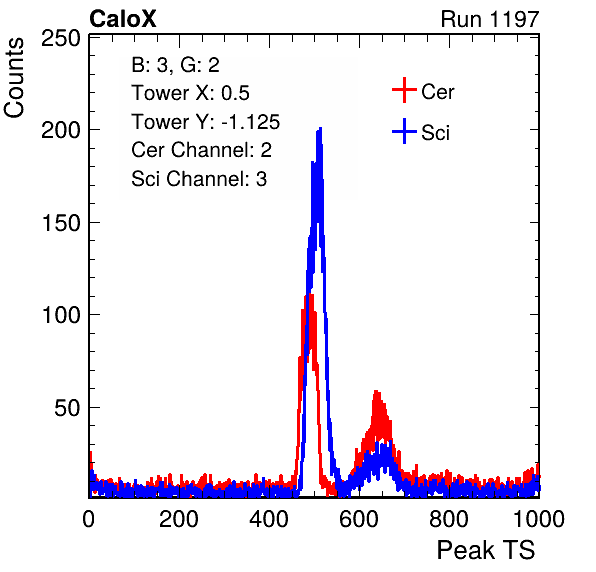 CaloX Run 1197
Counts
250
200
150
100
50
B: 3, G: 2
Tower X: 0.5
Tower Y: -1.125
Cer Channel: 2
Sci Channel: 3
Cer
Sci
0 200 400 600 800 1000
Peak TS